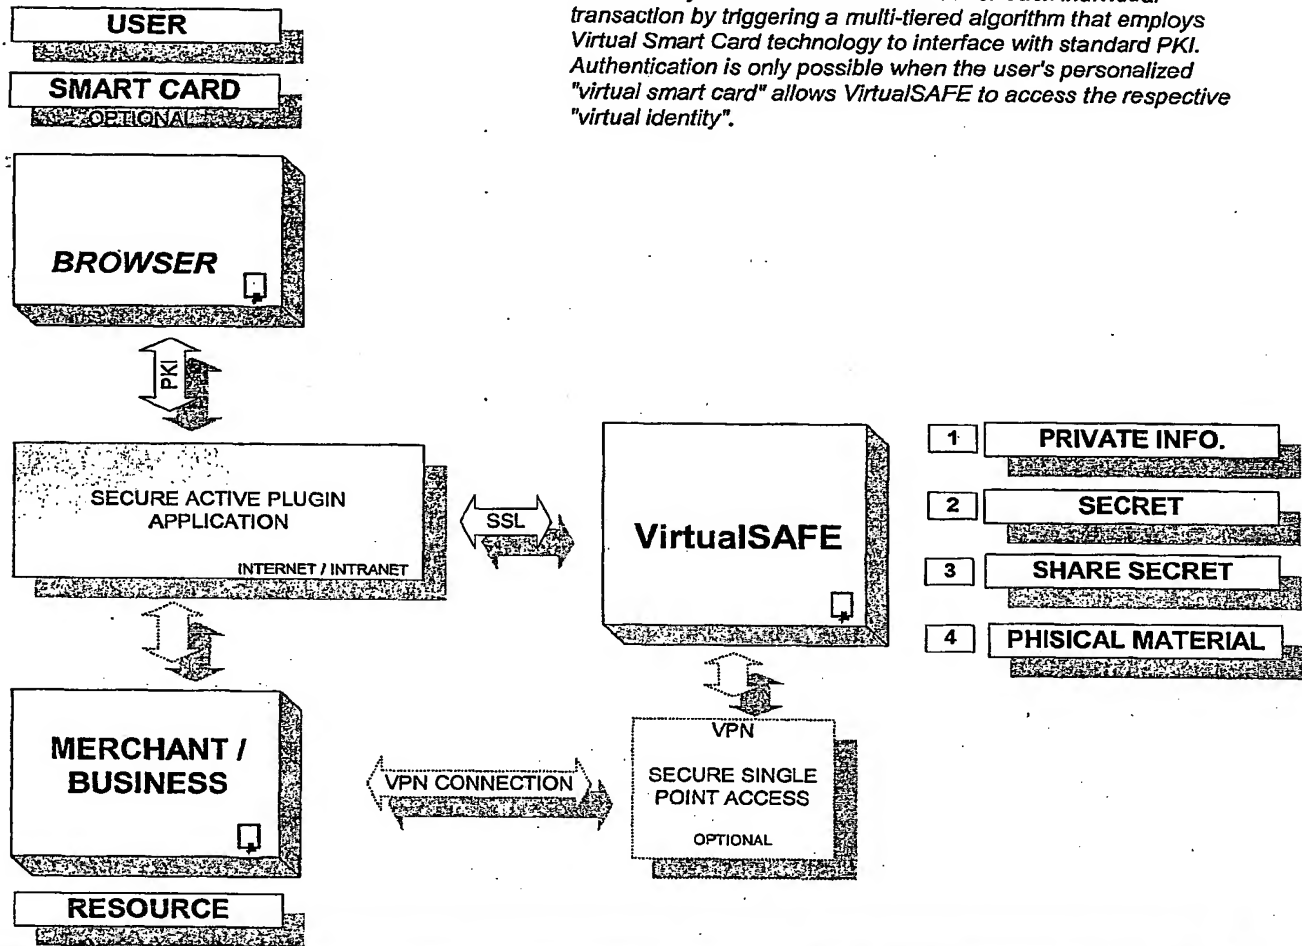 transaction by triggering a multi-tiered algorithm that employs
Virtual Smart Card technology to interface with standard PKI.
Authentication is only possible when the user's personalized
"virtual smart card" allows VirtualSAFE to access the respective
"virtual identity".
USER
SMART CARD
OPTIONAL
BROWSER
PKI
SECURE ACTIVE PLUGIN
APPLICATION
INTERNET / INTRANET
SSL
VirtualSAFE
1 PRIVATE INFO.
2 SECRET
3 SHARE SECRET
4 PHISICAL MATERIAL
MERCHANT /
BUSINESS
VPN CONNECTION
VPN
SECURE SINGLE
POINT ACCESS
OPTIONAL
RESOURCE